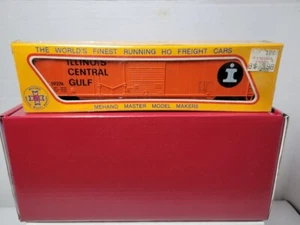 THE WORLD'S FINEST RUNNING HO FREIGHT CARS
ILLINOIS
CENTRAL
GULF
MEHANO MASTER MODEL MAKERS